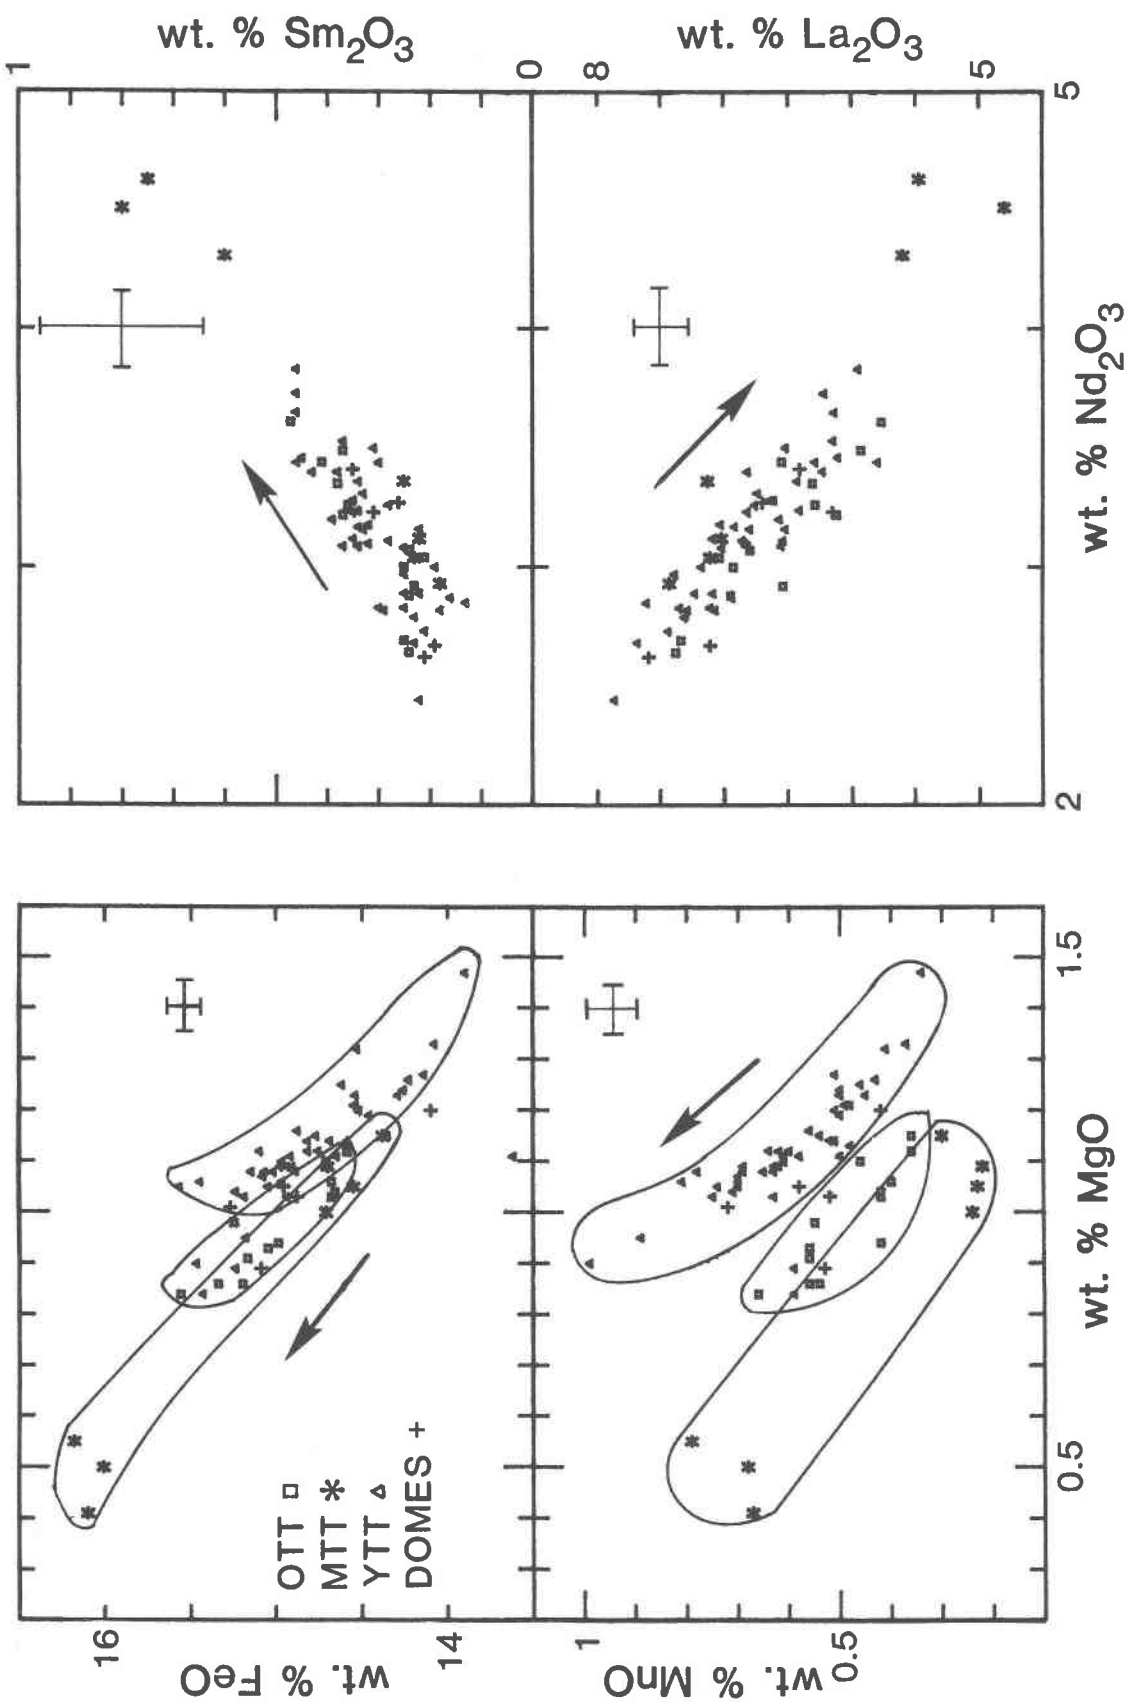 wt. % Sm2O3
wt. % La2O3
1
0
8
5
5
wt. % Nd2O3
2
1.5
wt. % MgO
0.5
OTT □
MTT *
YTT △
DOMES +
16
14
wt. % FeO
1
0.5
wt. % MnO